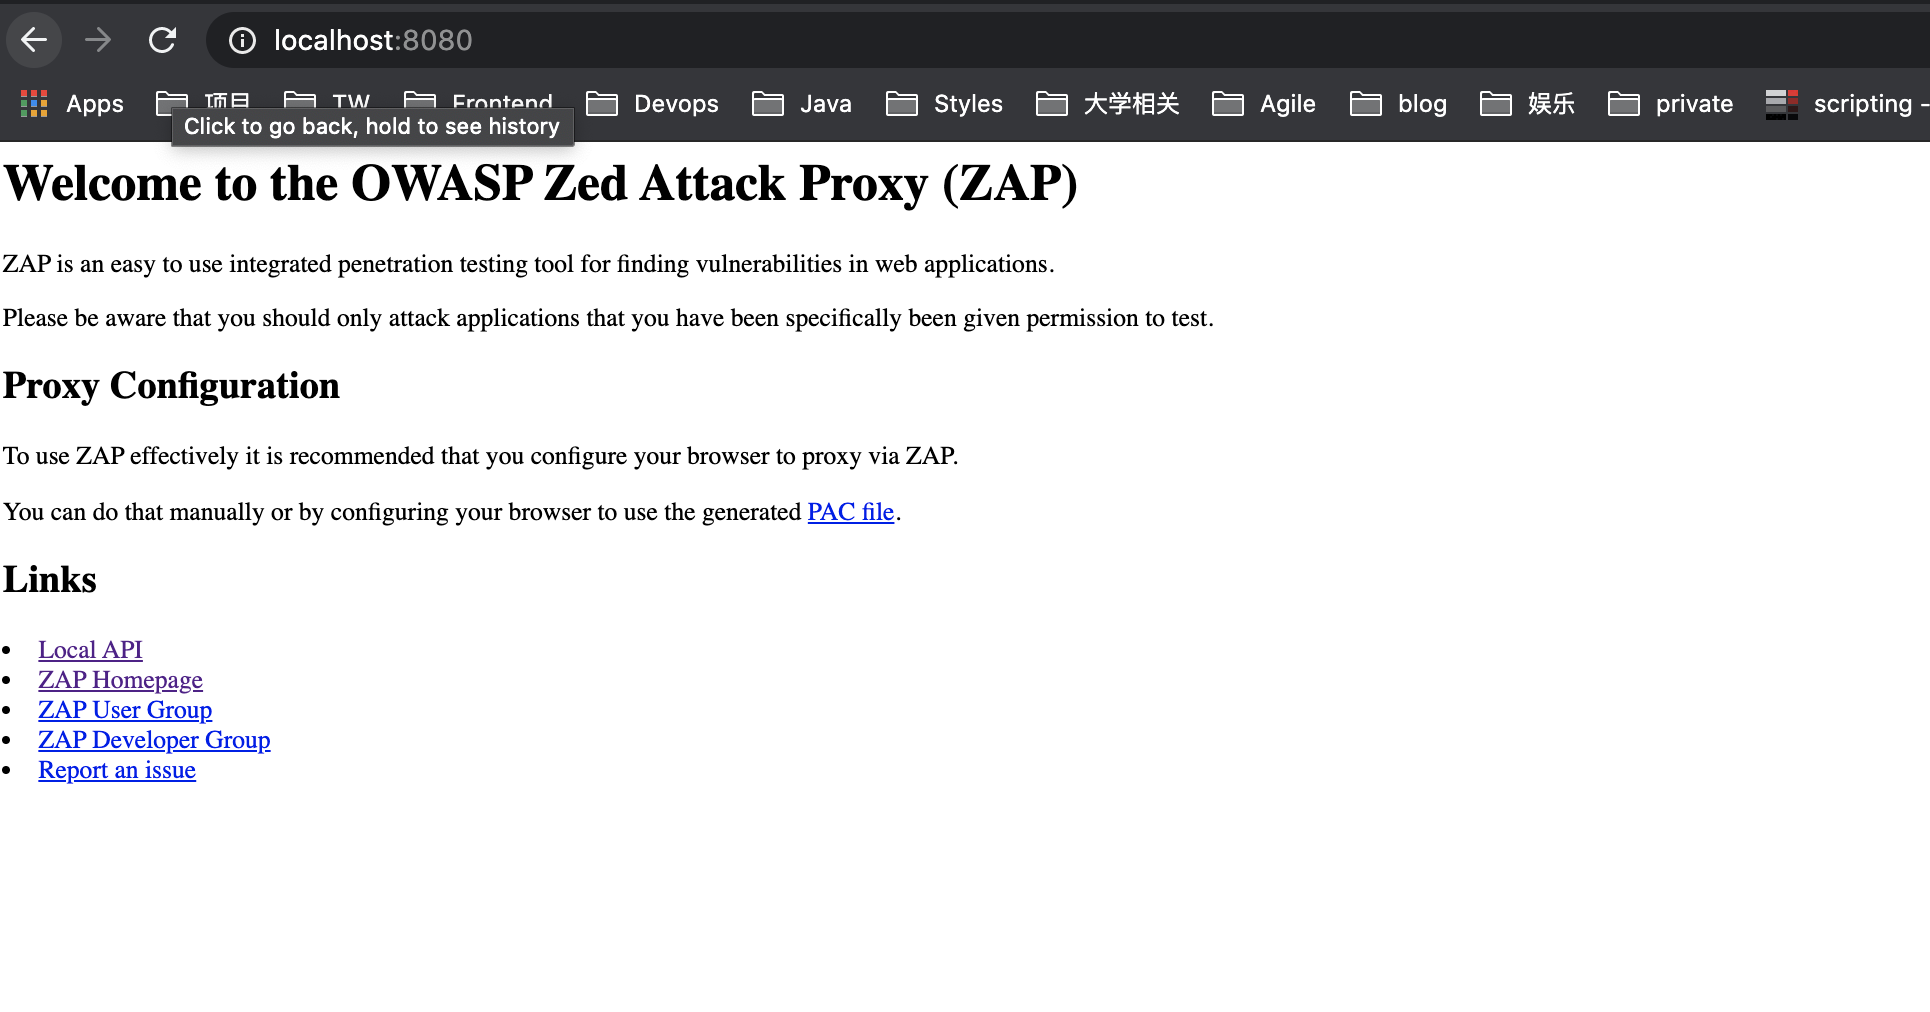 localhost:8080
Apps 项目 TW Frontend Devops Java Styles 大学相关 Agile blog 娱乐 private scripting -
Click to go back, hold to see history
Welcome to the OWASP Zed Attack Proxy (ZAP)
ZAP is an easy to use integrated penetration testing tool for finding vulnerabilities in web applications.
Please be aware that you should only attack applications that you have been specifically been given permission to test.
Proxy Configuration
To use ZAP effectively it is recommended that you configure your browser to proxy via ZAP.
You can do that manually or by configuring your browser to use the generated PAC file.
Links
• Local API
• ZAP Homepage
• ZAP User Group
• ZAP Developer Group
• Report an issue